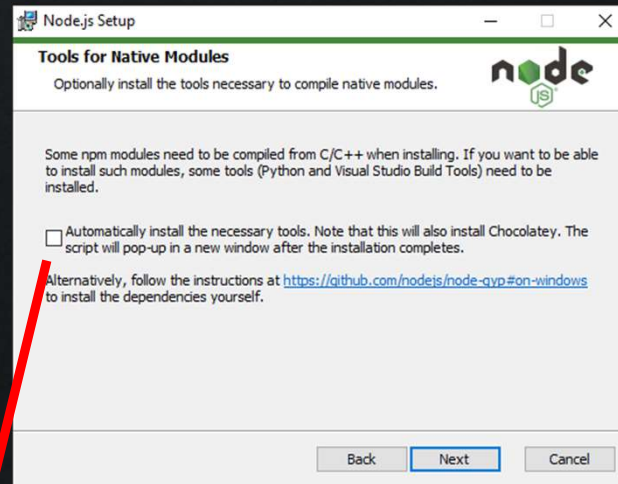 Node.js Setup
Tools for Native Modules
Optionally install the tools necessary to compile native modules.
node
JS
Some npm modules need to be compiled from C/C++ when installing. If you want to be able
to install such modules, some tools (Python and Visual Studio Build Tools) need to be
installed.
Automatically install the necessary tools. Note that this will also install Chocolatey. The
script will pop-up in a new window after the installation completes.
Alternatively, follow the instructions at https://github.com/nodejs/node-gyp#on-windows
to install the dependencies yourself.
Back Next Cancel